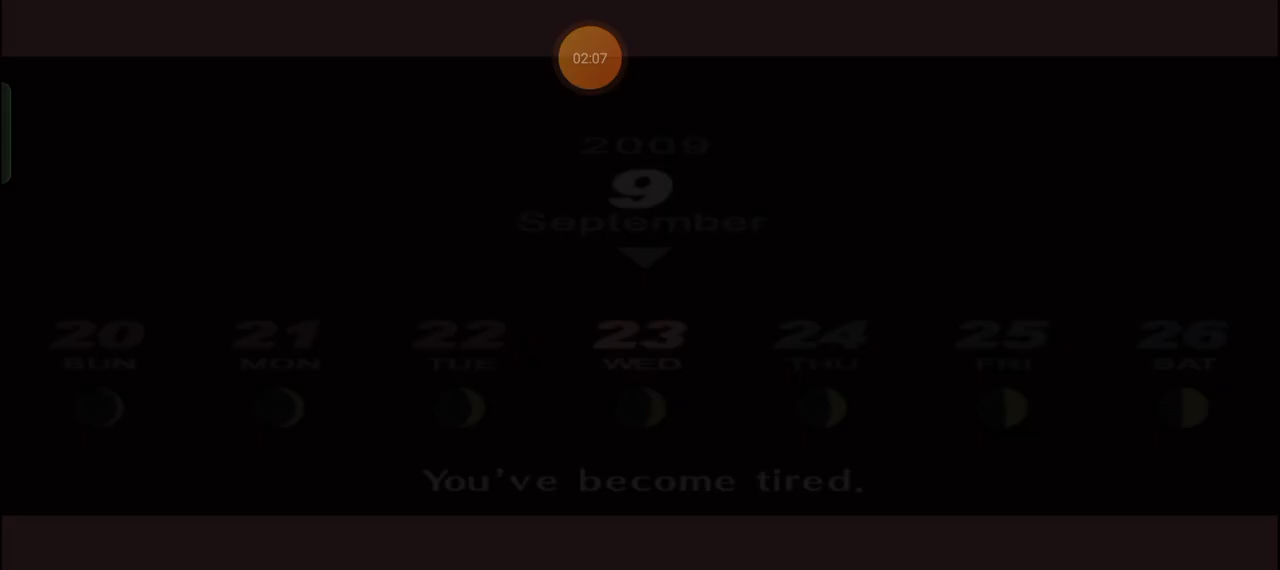 02:07
2009
9
September
20 21 22 23 24 25 26
SUN MON TUE WED THU FRI SAT
You've become tired.